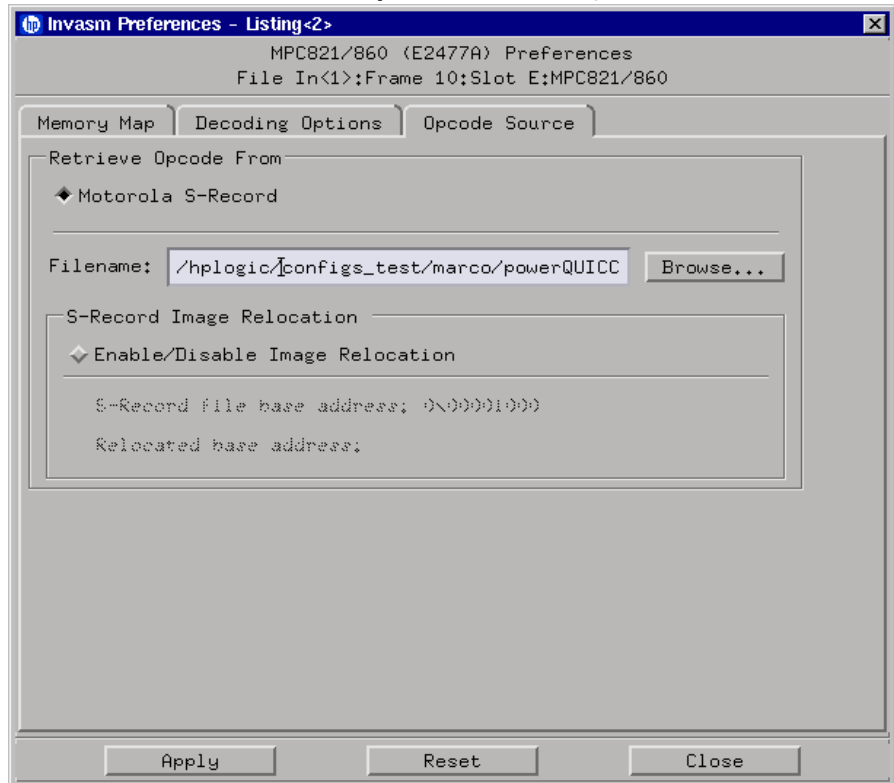 hp Invasm Preferences - Listing<2>
MPC821/860 (E2477A) Preferences
File In<1>:Frame 10:Slot E:MPC821/860
Memory Map Decoding Options Opcode Source
Retrieve Opcode From
Motorola S-Record
Filename: /hplogic/configs_test/marco/powerQUICC Browse...
S-Record Image Relocation
Enable/Disable Image Relocation
S-Record file base address: 0x00001000
Relocated base address:
Apply Reset Close